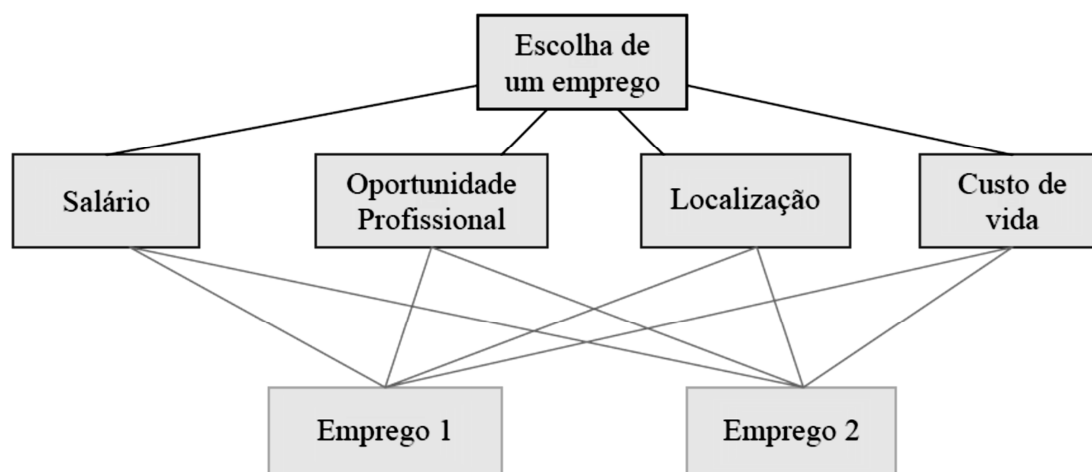 Escolha de
um emprego
Salário
Oportunidade
Profissional
Localização
Custo de
vida
Emprego 1
Emprego 2